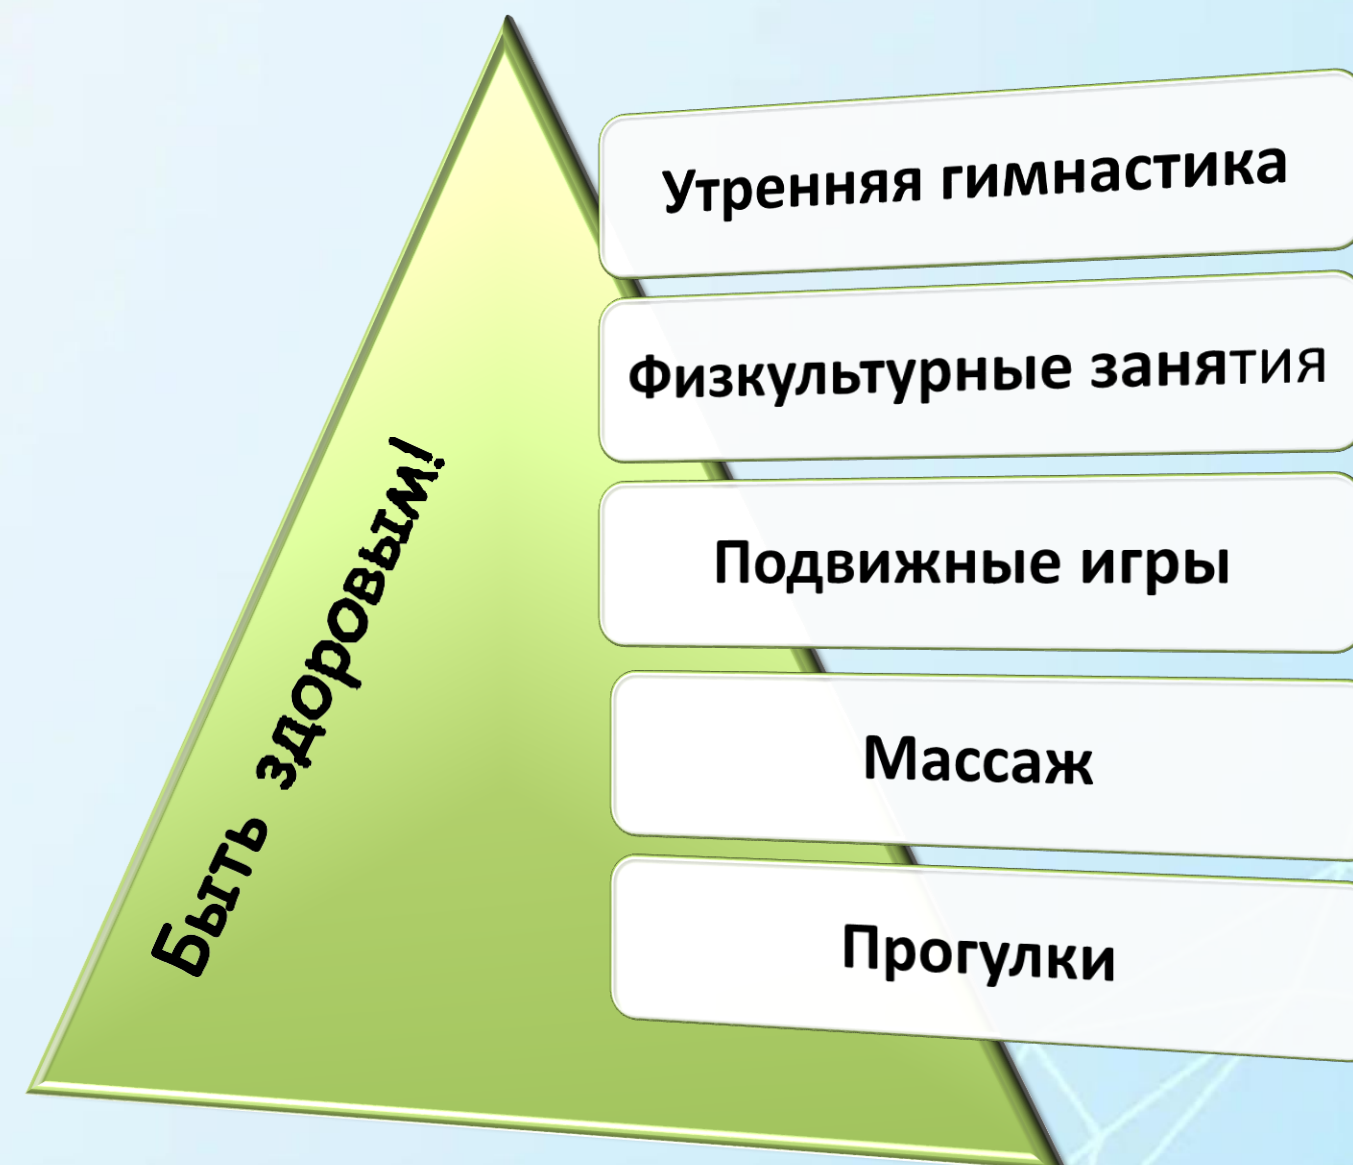 Быть здоровым!
Утренняя гимнастика
Физкультурные занятия
Подвижные игры
Массаж
Прогулки